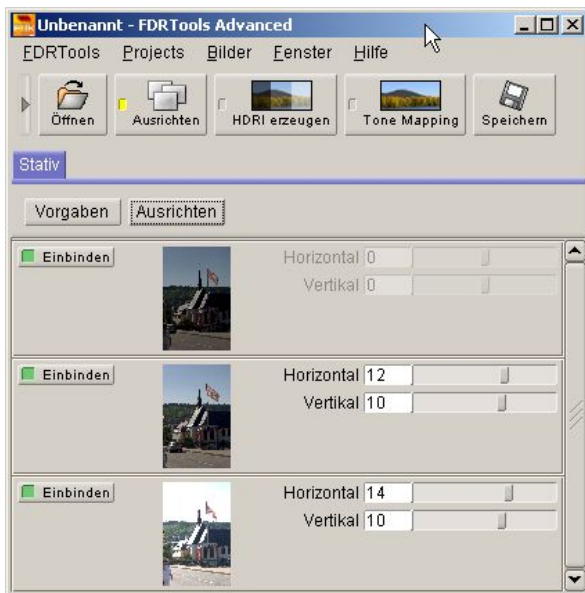 Unbenannt - FDRTools Advanced
FDRTools Projects Bilder Fenster Hilfe
Öffnen Ausrichten HDRI erzeugen Tone Mapping Speichern
Stativ
Vorgaben Ausrichten
Einbinden Horizontal 0
Vertikal 0
Einbinden Horizontal 12
Vertikal 10
Einbinden Horizontal 14
Vertikal 10